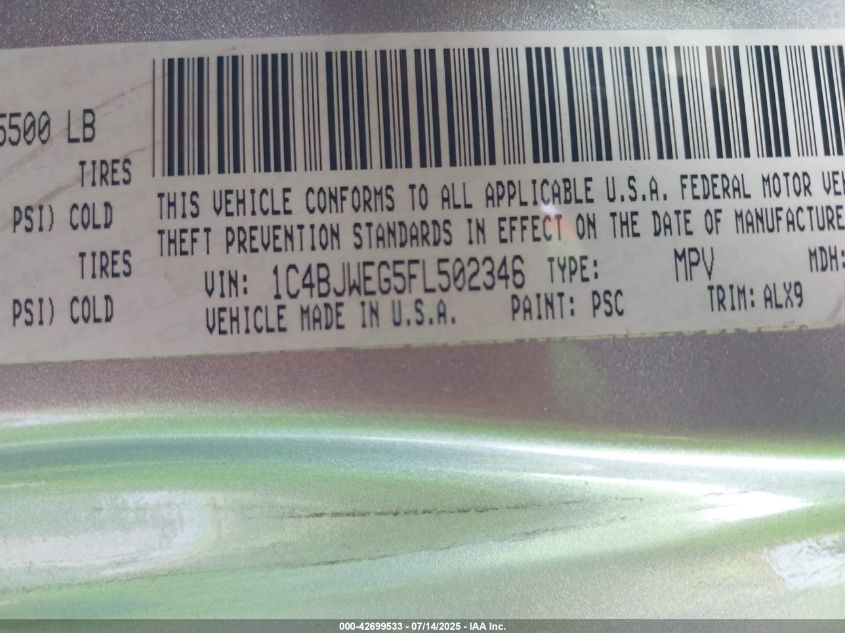 5500 LB
TIRES
PSI) COLD
TIRES
PSI) COLD
THIS VEHICLE CONFORMS TO ALL APPLICABLE U.S.A. FEDERAL MOTOR VEH
THEFT PREVENTION STANDARDS IN EFFECT ON THE DATE OF MANUFACTURE
VIN: 1C4BJWEG5FL502346 TYPE: MPV MDH:
VEHICLE MADE IN U.S.A. PAINT: PSC TRIM: ALX9
000-42699533 - 07/14/2025 - IAA Inc.